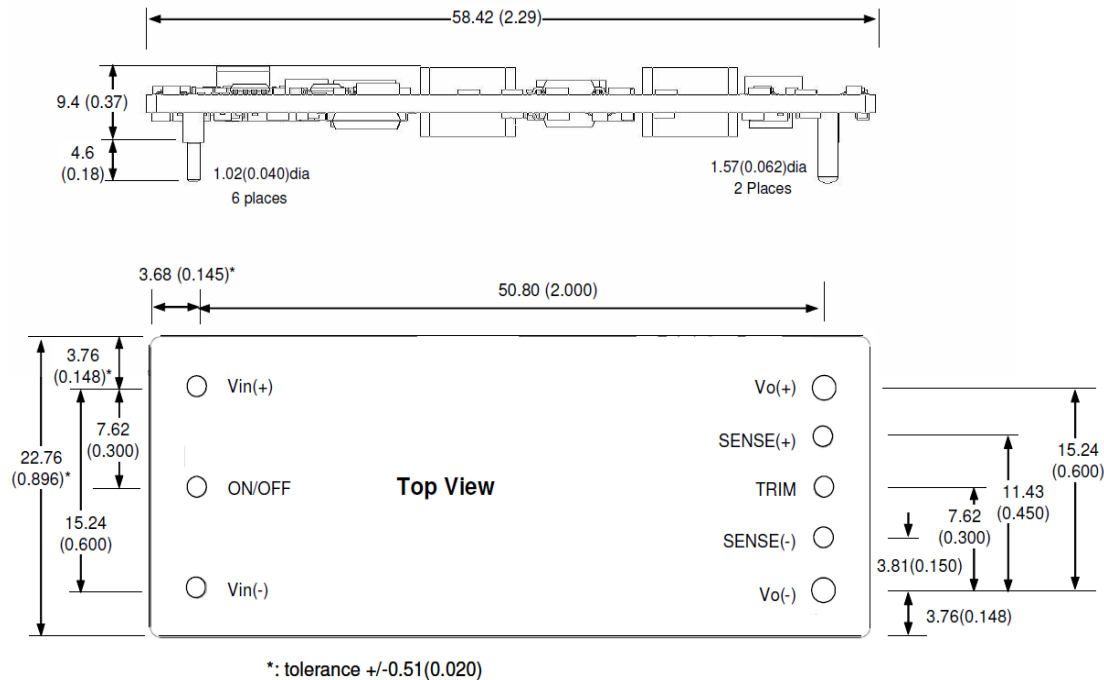 58.42 (2.29)
9.4 (0.37)
4.6
(0.18)
1.02(0.040)dia
6 places
1.57(0.062)dia
2 Places
3.68 (0.145)*
50.80 (2.000)
3.76
(0.148)*
7.62
(0.300)
22.76
(0.896)*
15.24
(0.600)
Vin(+)
ON/OFF
Vin(-)
Top View
Vo(+)
SENSE(+)
TRIM
SENSE(-)
Vo(-)
15.24
(0.600)
11.43
(0.450)
7.62
(0.300)
3.81(0.150)
3.76(0.148)
*: tolerance +/-0.51(0.020)